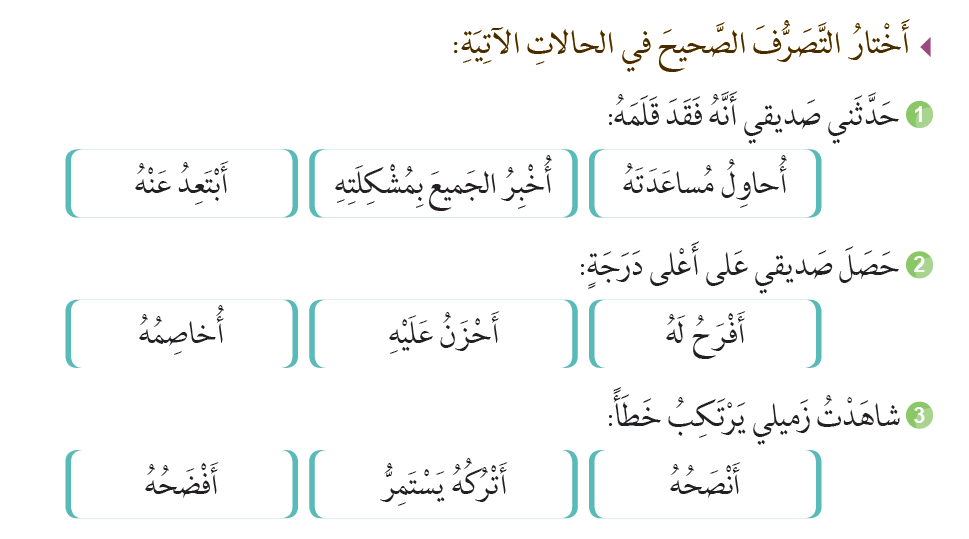 أَخْتارُ التَّصَرُّفَ الصَّحيحَ في الحالاتِ الآتِيَةِ:
1 حَدَّثَني صَديقي أَنَّهُ فَقَدَ قَلَمَهُ:
أُحاوِلُ مُساعَدَتَهُ أُخْبِرُ الجَميعَ بِمُشْكِلَتِهِ أَبْتَعِدُ عَنْهُ
2 حَصَلَ صَديقي عَلى أَعْلى دَرَجَةٍ:
أَفْرَحُ لَهُ أَحْزَنُ عَلَيْهِ أُخاصِمُهُ
3 شاهَدْتُ زَميلي يَرْتَكِبُ خَطَأً:
أَنْصَحُهُ أَتْرُكُهُ يَسْتَمِرُّ أَفْضَحُهُ